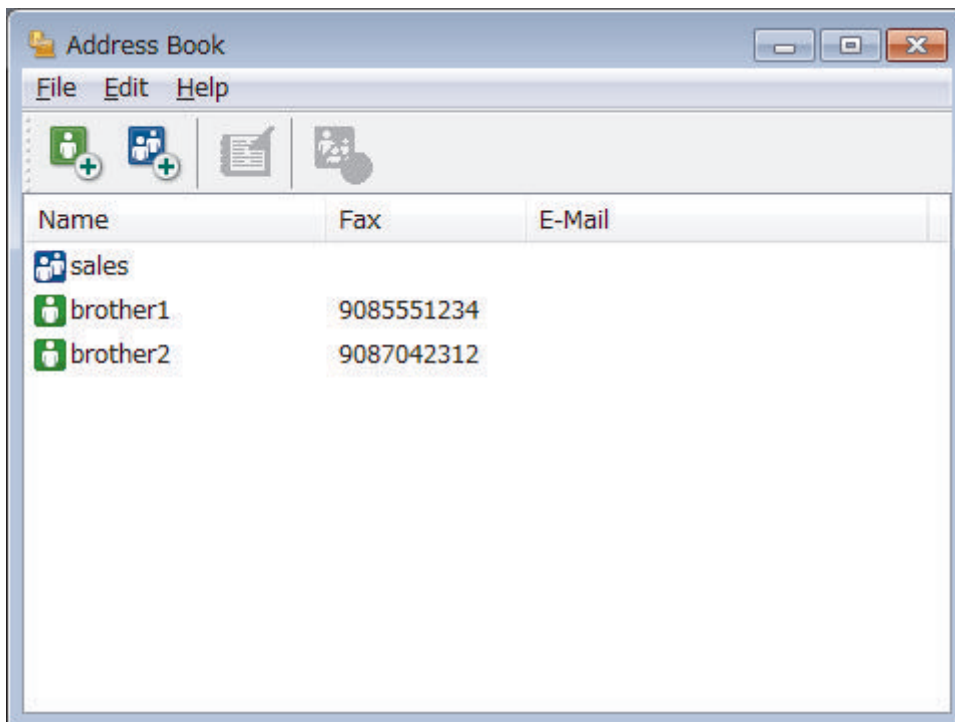 Address Book
File Edit Help
Name Fax E-Mail
sales
brother1 9085551234
brother2 9087042312